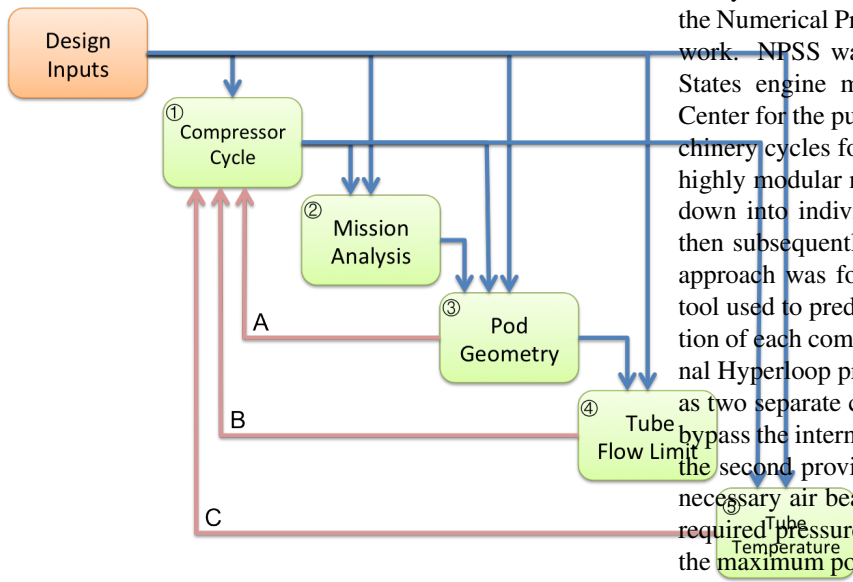 Design
Inputs
①
Compressor
Cycle
②
Mission
Analysis
③
Pod
Geometry
④
Tube
Flow Limit
⑤
Tube
Temperature
A
B
C
the Numerical Pr
work. NPSS wa
States engine m
Center for the pu
chinery cycles fo
highly modular
down into indiv
then subsequentl
approach was fo
tool used to pred
tion of each com
nal Hyperloop pr
as two separate
bypass the intern
the second provi
necessary air bea
required pressure
the maximum po